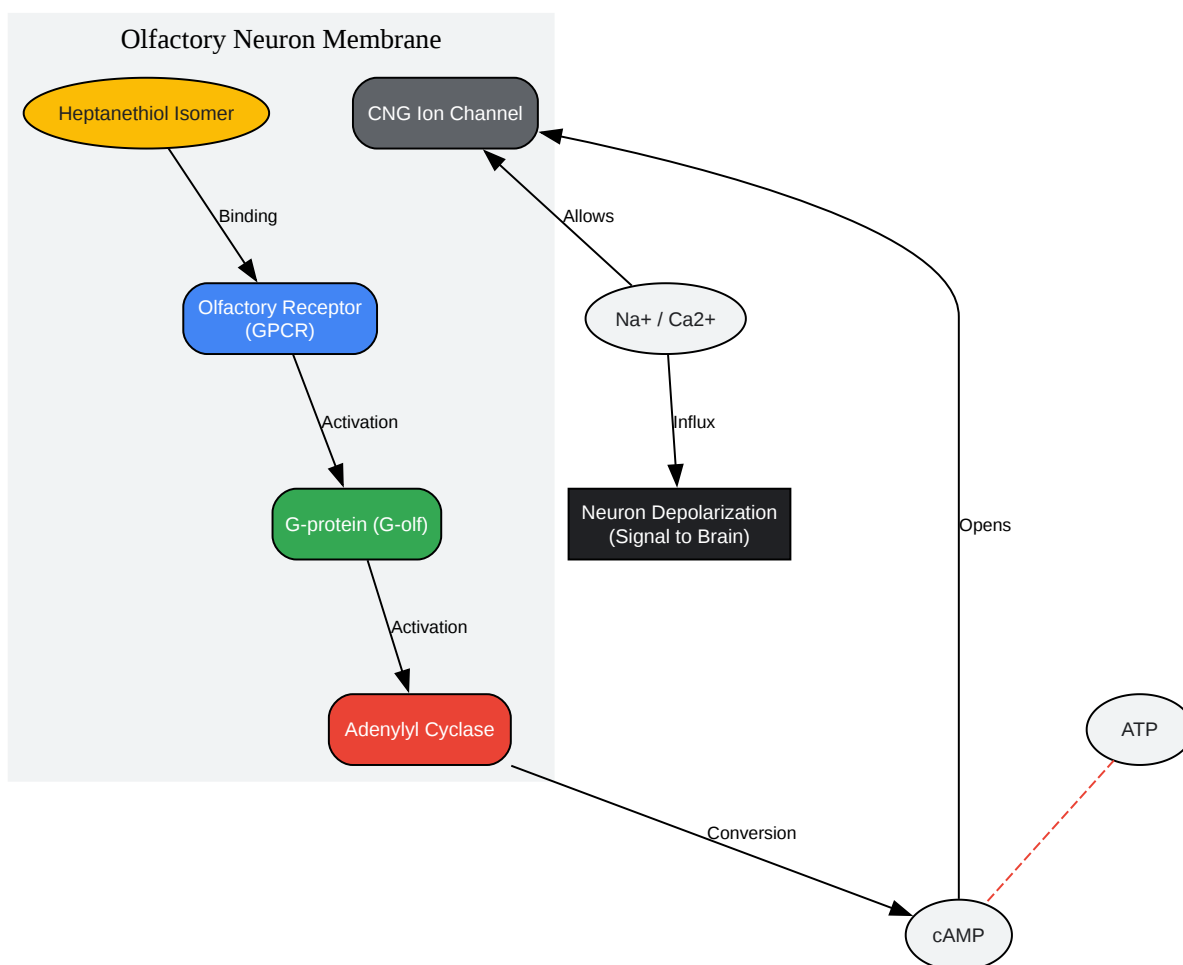 Olfactory Neuron Membrane
Heptanethiol Isomer
CNG Ion Channel
Binding
Allows
Olfactory Receptor
(GPCR)
Na+ / Ca2+
Activation
Influx
G-protein (G-olf)
Neuron Depolarization
(Signal to Brain)
Opens
Activation
Adenylyl Cyclase
ATP
Conversion
cAMP